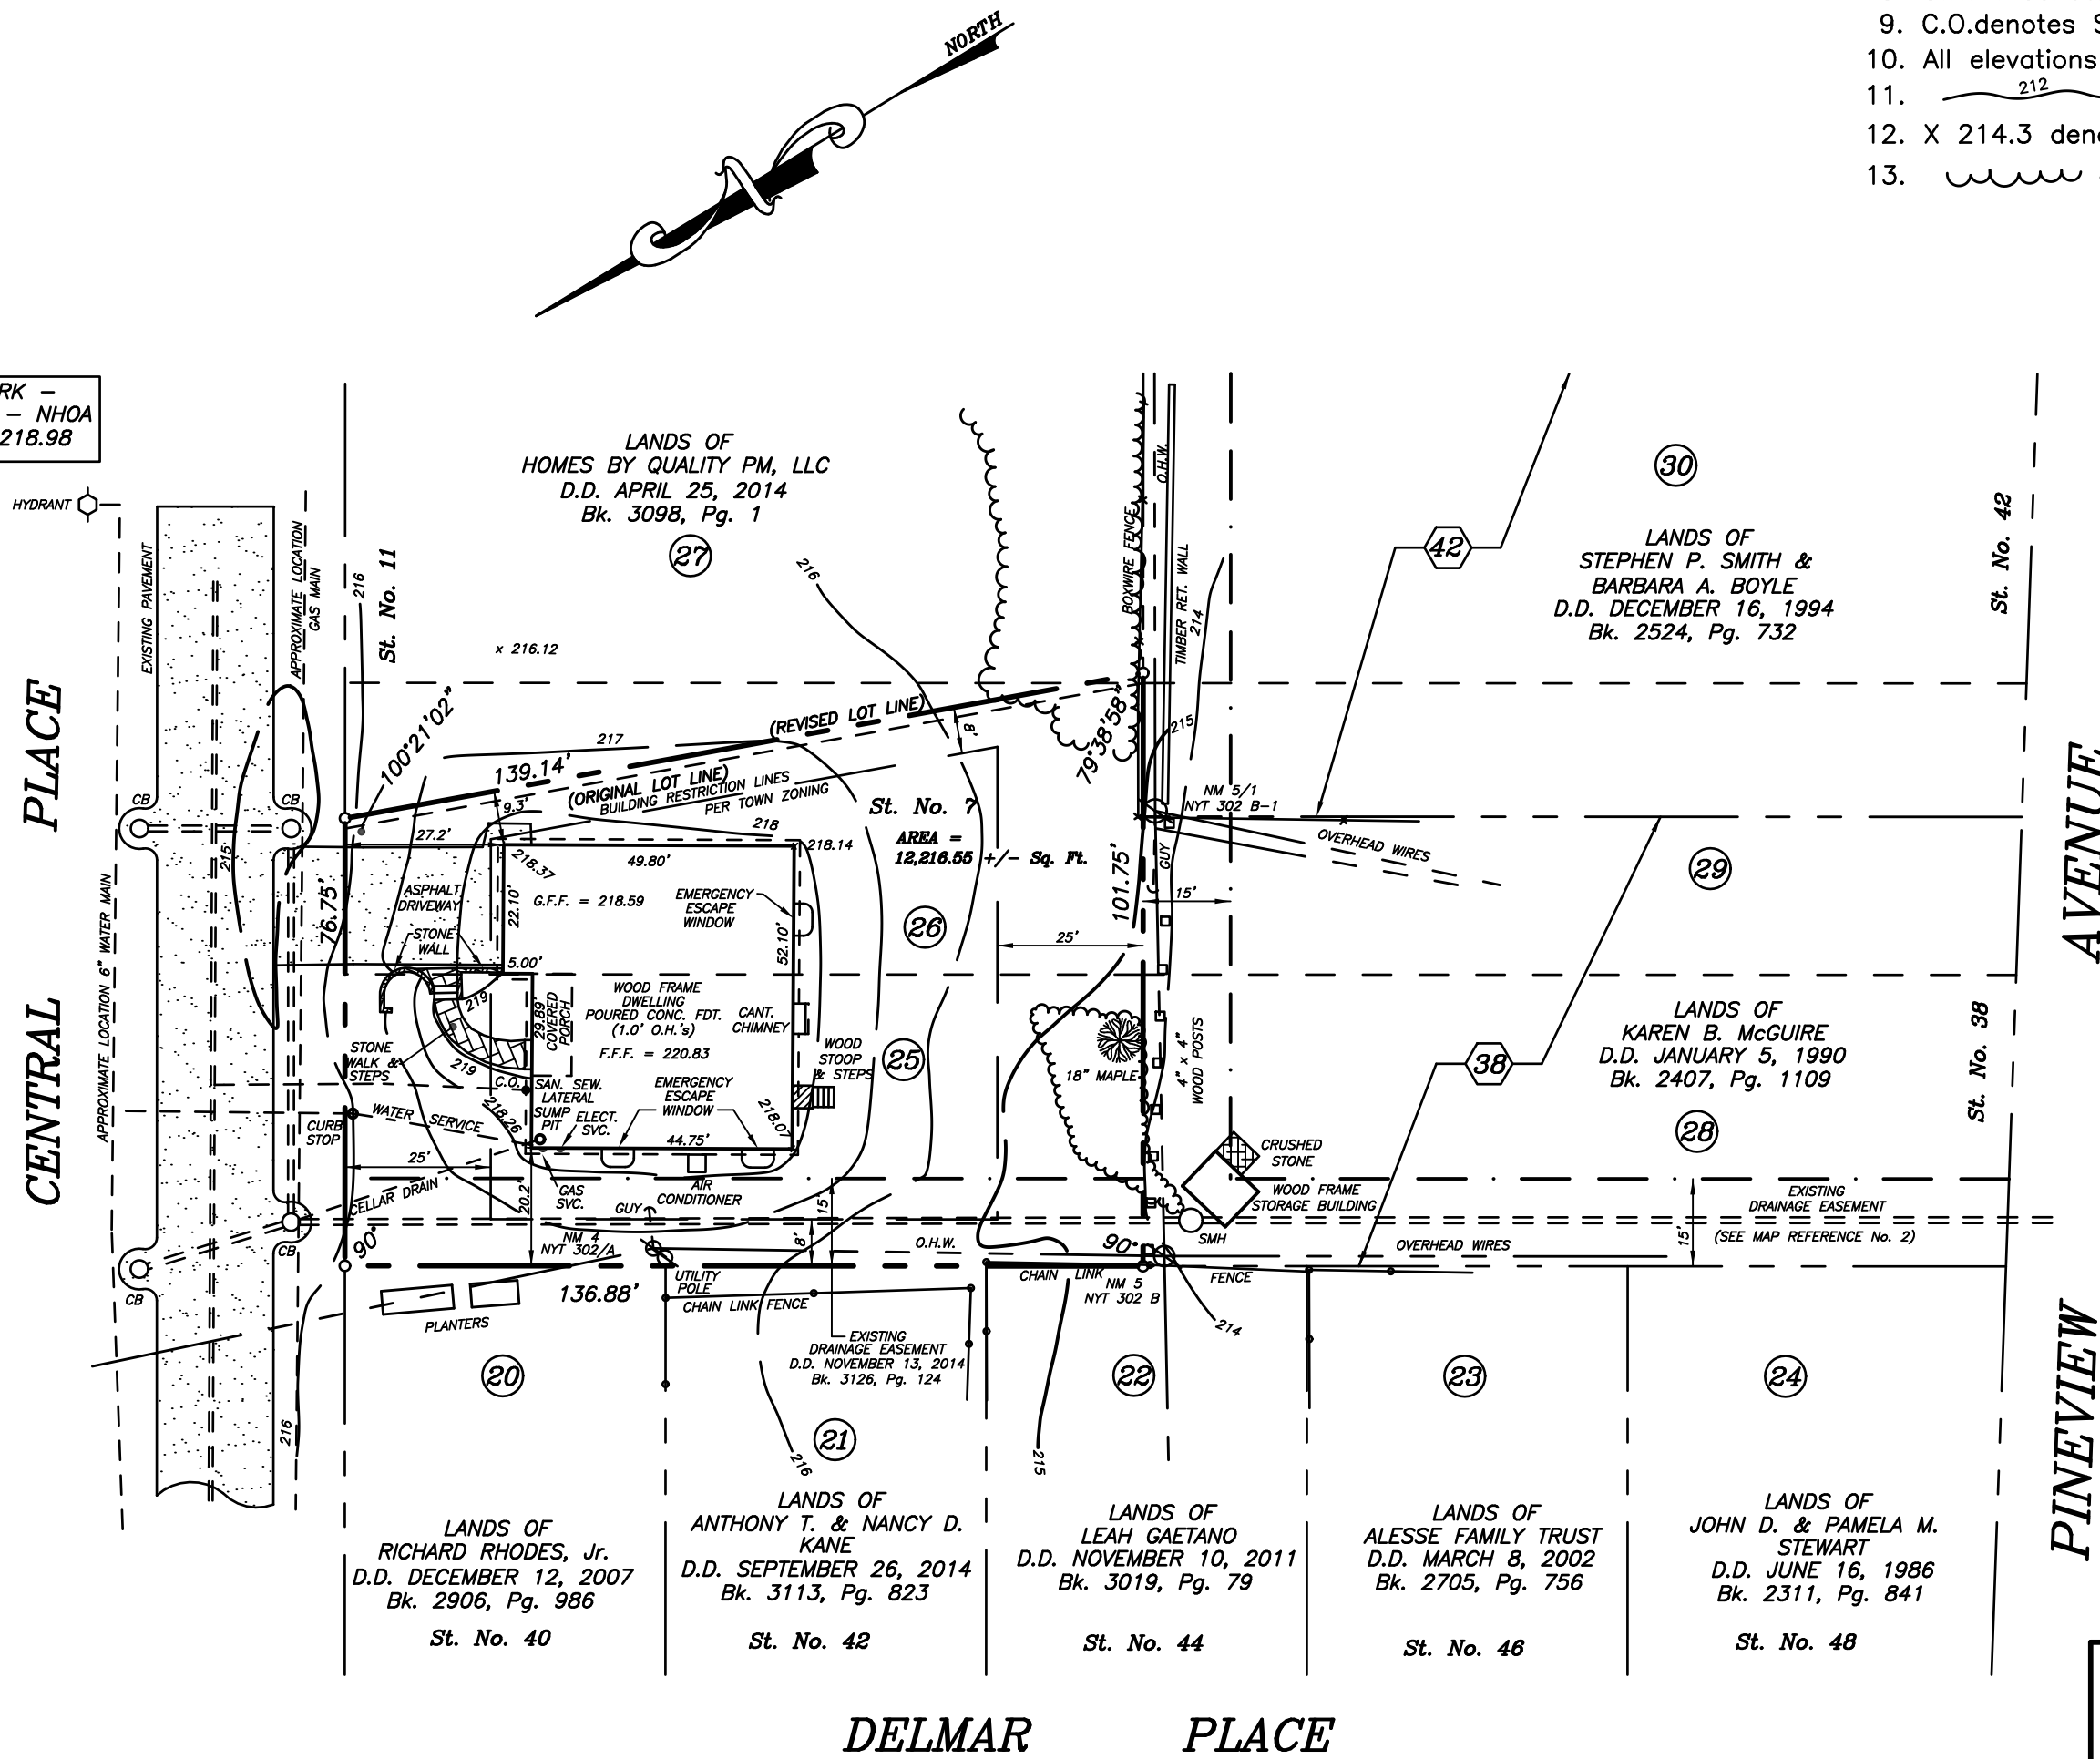 NORTH
9. C.O.denotes S
10. All elevations
11.
212
12. X 214.3 deno
13.
RK –
– NHOA
218.98
HYDRANT
EXISTING PAVEMENT
APPROXIMATE LOCATION
GAS MAIN
216
St. No. 11
LANDS OF
HOMES BY QUALITY PM, LLC
D.D. APRIL 25, 2014
Bk. 3098, Pg. 1
27
x 216.12
216
BOXWIRE FENCE
O.H.W.
TIMBER RET. WALL
214
42
30
LANDS OF
STEPHEN P. SMITH &
BARBARA A. BOYLE
D.D. DECEMBER 16, 1994
Bk. 2524, Pg. 732
St. No. 42
CENTRAL PLACE
APPROXIMATE LOCATION 6" WATER MAIN
CB
CB
215
100°21'02"
217
139.14'
(REVISED LOT LINE)
(ORIGINAL LOT LINE)
BUILDING RESTRICTION LINES
PER TOWN ZONING
8'
79°38'58"
215
9.3'
27.2'
218
218.14
218.37
49.80'
St. No. 7
AREA =
12,216.55 +/- Sq. Ft.
NM 5/1
NYT 302 B-1
OVERHEAD WIRES
GUY
15'
29
76.75'
ASPHALT
DRIVEWAY
22.10'
G.F.F. = 218.59
EMERGENCY
ESCAPE
WINDOW
52.10'
26
101.75'
25'
STONE
WALL
5.00'
219
29.89'
COVERED
PORCH
WOOD FRAME
DWELLING
POURED CONC. FDT.
(1.0' O.H.'s)
F.F.F. = 220.83
CANT.
CHIMNEY
WOOD
STOOP
& STEPS
25
18" MAPLE
4" x 4"
WOOD POSTS
38
LANDS OF
KAREN B. McGUIRE
D.D. JANUARY 5, 1990
Bk. 2407, Pg. 1109
28
St. No. 38
AVENUE
STONE
WALK &
STEPS
219
C.O.
218.26
SAN. SEW.
LATERAL
SUMP
PIT
ELECT.
SVC.
EMERGENCY
ESCAPE
WINDOW
218.07
44.75'
CURB
STOP
WATER SERVICE
25'
CELLAR DRAIN
20.2'
GAS
SVC.
AIR
CONDITIONER
GUY
15'
8'
CRUSHED
STONE
WOOD FRAME
STORAGE BUILDING
SMH
EXISTING
DRAINAGE EASEMENT
(SEE MAP REFERENCE No. 2)
15'
OVERHEAD WIRES
O.H.W.
90°
90°
CB
CB
NM 4
NYT 302/A
136.88'
UTILITY
POLE
CHAIN LINK FENCE
CHAIN LINK FENCE
NM 5
NYT 302 B
214
PLANTERS
EXISTING
DRAINAGE EASEMENT
D.D. NOVEMBER 13, 2014
Bk. 3126, Pg. 124
216
216
215
20
21
22
23
24
LANDS OF
RICHARD RHODES, Jr.
D.D. DECEMBER 12, 2007
Bk. 2906, Pg. 986
St. No. 40
LANDS OF
ANTHONY T. & NANCY D.
KANE
D.D. SEPTEMBER 26, 2014
Bk. 3113, Pg. 823
St. No. 42
LANDS OF
LEAH GAETANO
D.D. NOVEMBER 10, 2011
Bk. 3019, Pg. 79
St. No. 44
LANDS OF
ALESSE FAMILY TRUST
D.D. MARCH 8, 2002
Bk. 2705, Pg. 756
St. No. 46
LANDS OF
JOHN D. & PAMELA M.
STEWART
D.D. JUNE 16, 1986
Bk. 2311, Pg. 841
St. No. 48
PINEVIEW
DELMAR PLACE